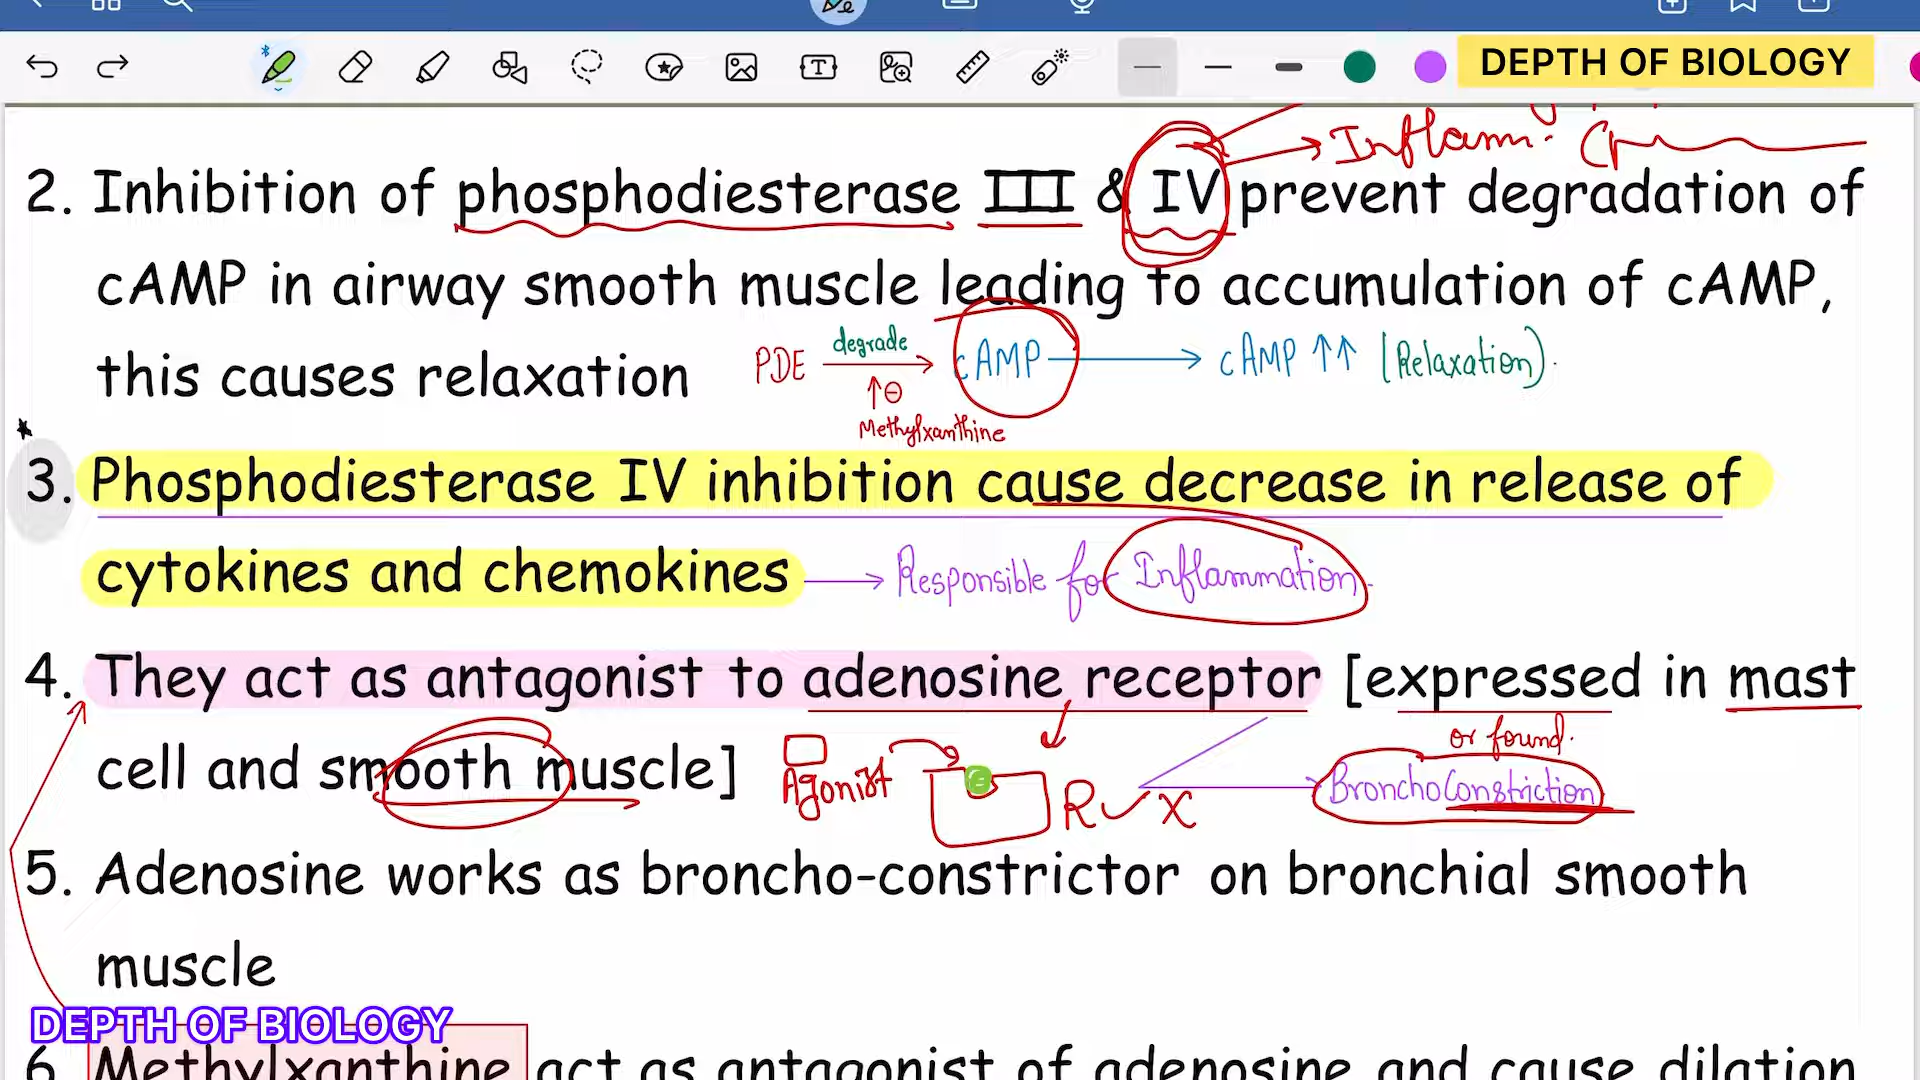 DEPTH OF BIOLOGY
Inflam.
2. Inhibition of phosphodiesterase III & IV prevent degradation of
cAMP in airway smooth muscle leading to accumulation of cAMP,
this causes relaxation
PDE degrade cAMP cAMP ↑↑ (Relaxation).
↑⊖
Methylxanthine
3. Phosphodiesterase IV inhibition cause decrease in release of
cytokines and chemokines → Responsible for Inflammation.
4. They act as antagonist to adenosine receptor [expressed in mast
or found.
cell and smooth muscle]
Agonist R ✓ X BronchoConstriction
5. Adenosine works as broncho-constrictor on bronchial smooth
muscle
DEPTH OF BIOLOGY
6. Methylxanthine act as antagonist of adenosine and cause dilation